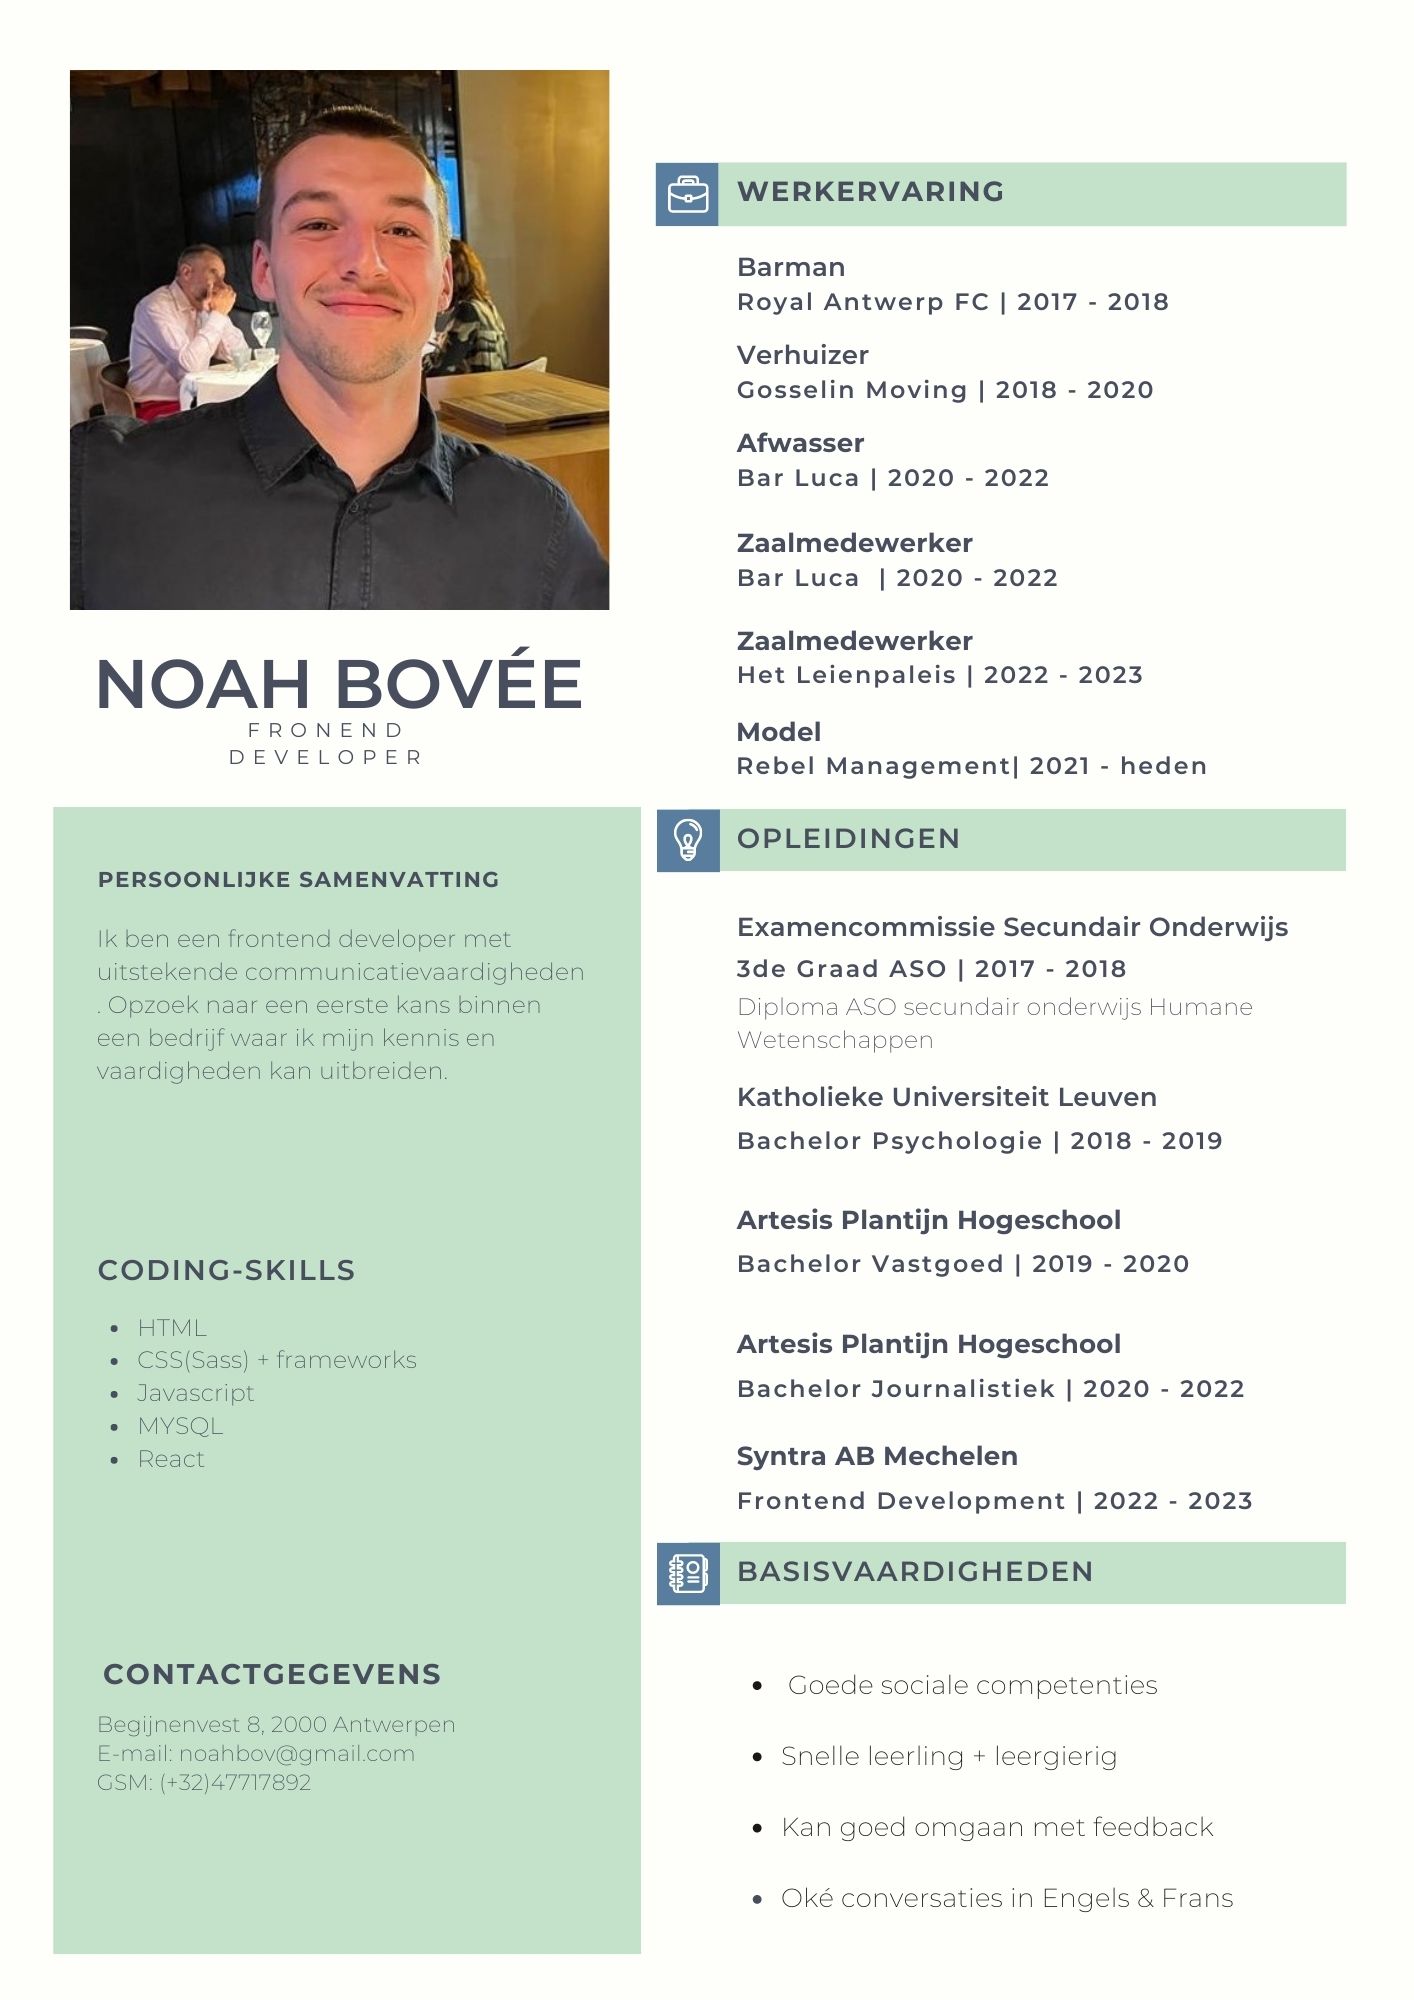 NOAH BOVÉE
FRONEND
DEVELOPER
PERSOONLIJKE SAMENVATTING
Ik ben een frontend developer met
uitstekende communicatievaardigheden
. Opzoek naar een eerste kans binnen
een bedrijf waar ik mijn kennis en
vaardigheden kan uitbreiden.
CODING-SKILLS
• HTML
• CSS(Sass) + frameworks
• Javascript
• MYSQL
• React
CONTACTGEGEVENS
Begijnenvest 8, 2000 Antwerpen
E-mail: noahbov@gmail.com
GSM: (+32)47717892
WERKERVARING
Barman
Royal Antwerp FC | 2017 - 2018
Verhuizer
Gosselin Moving | 2018 - 2020
Afwasser
Bar Luca | 2020 - 2022
Zaalmedewerker
Bar Luca | 2020 - 2022
Zaalmedewerker
Het Leienpaleis | 2022 - 2023
Model
Rebel Management| 2021 - heden
OPLEIDINGEN
Examencommissie Secundair Onderwijs
3de Graad ASO | 2017 - 2018
Diploma ASO secundair onderwijs Humane
Wetenschappen
Katholieke Universiteit Leuven
Bachelor Psychologie | 2018 - 2019
Artesis Plantijn Hogeschool
Bachelor Vastgoed | 2019 - 2020
Artesis Plantijn Hogeschool
Bachelor Journalistiek | 2020 - 2022
Syntra AB Mechelen
Frontend Development | 2022 - 2023
BASISVAARDIGHEDEN
• Goede sociale competenties
• Snelle leerling + leergierig
• Kan goed omgaan met feedback
• Oké conversaties in Engels & Frans